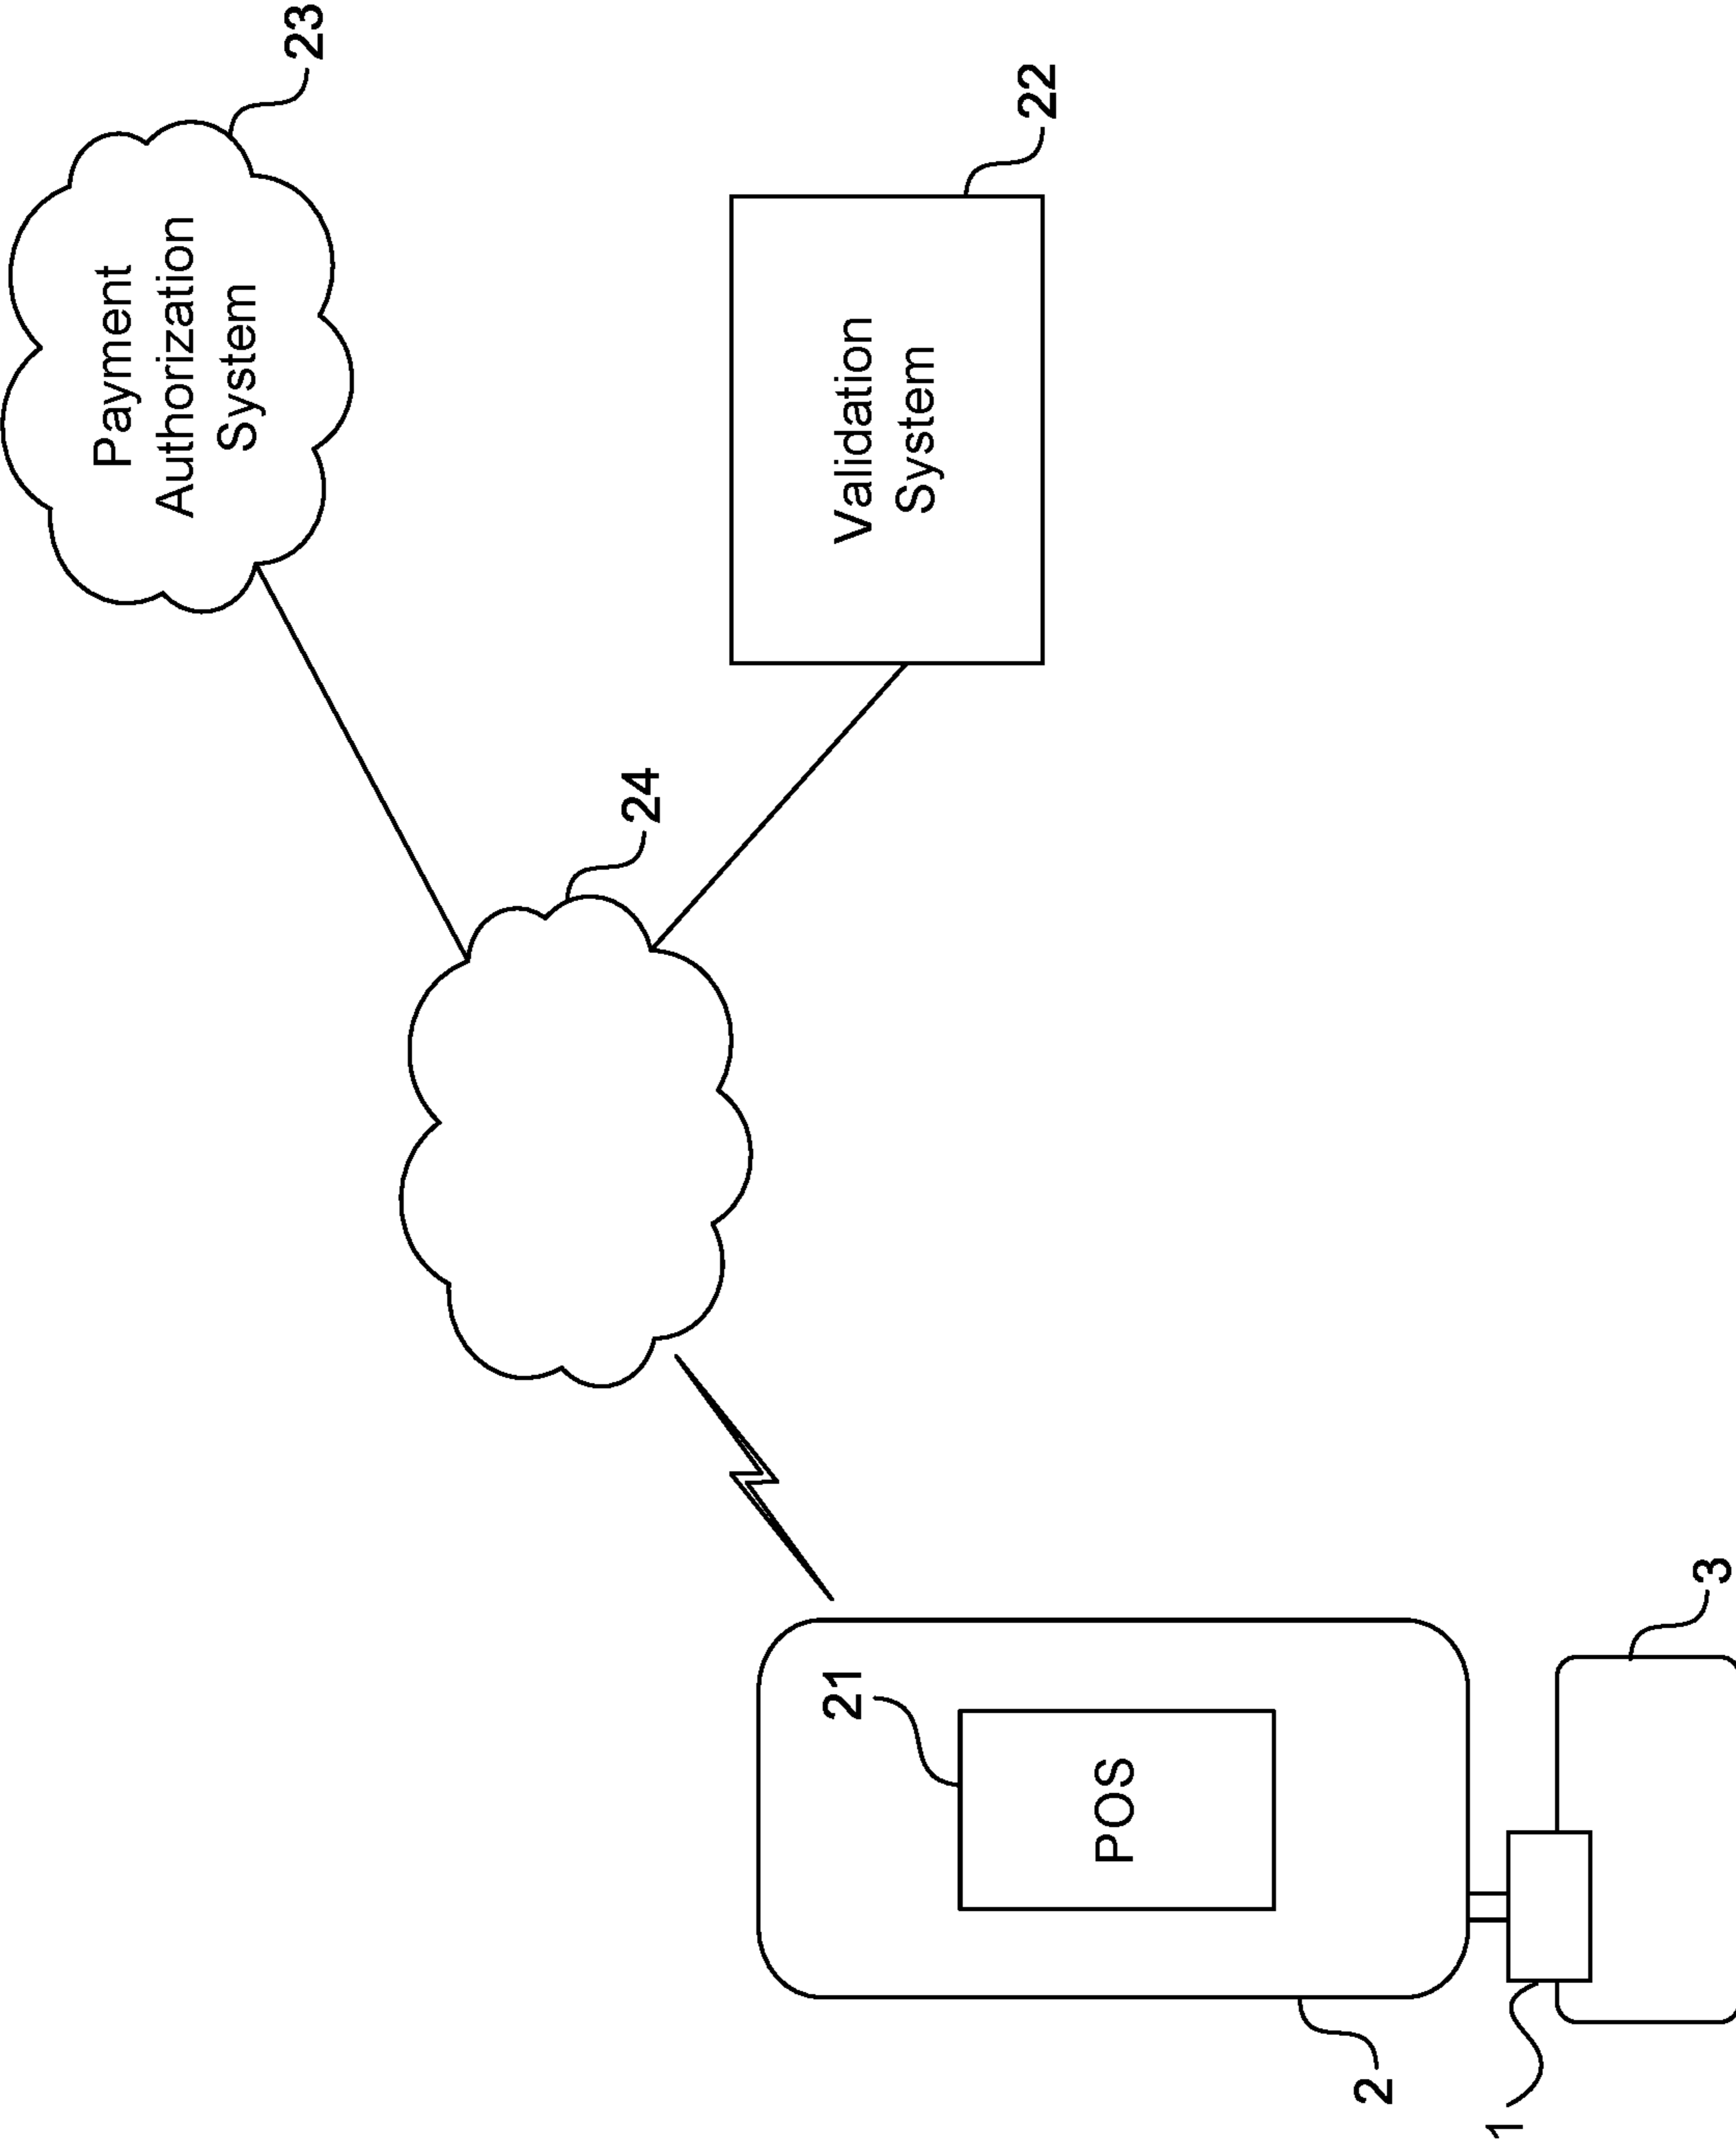 23
Payment
Authorization
System
22
Validation
System
24
21
POS
3
2
1